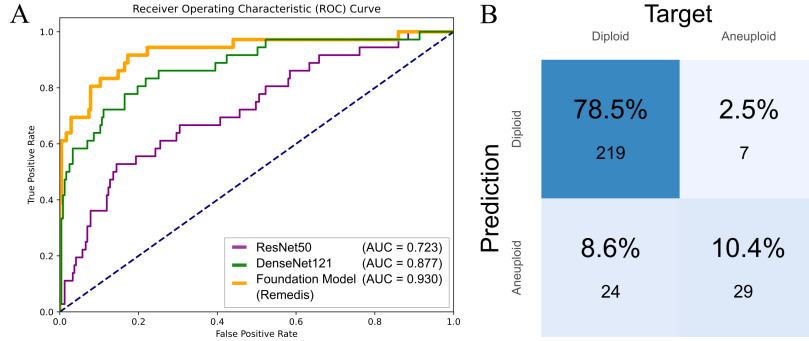 A
Receiver Operating Characteristic (ROC) Curve
True Positive Rate
1.0
0.8
0.6
0.4
0.2
0.0
0.0
0.2
0.4
0.6
0.8
1.0
False Positive Rate
ResNet50 (AUC = 0.723)
DenseNet121 (AUC = 0.877)
Foundation Model (AUC = 0.930)
(Remedis)
B
Target
Diploid Aneuploid
Prediction
Diploid
78.5% 2.5%
219 7
Aneuploid
8.6% 10.4%
24 29